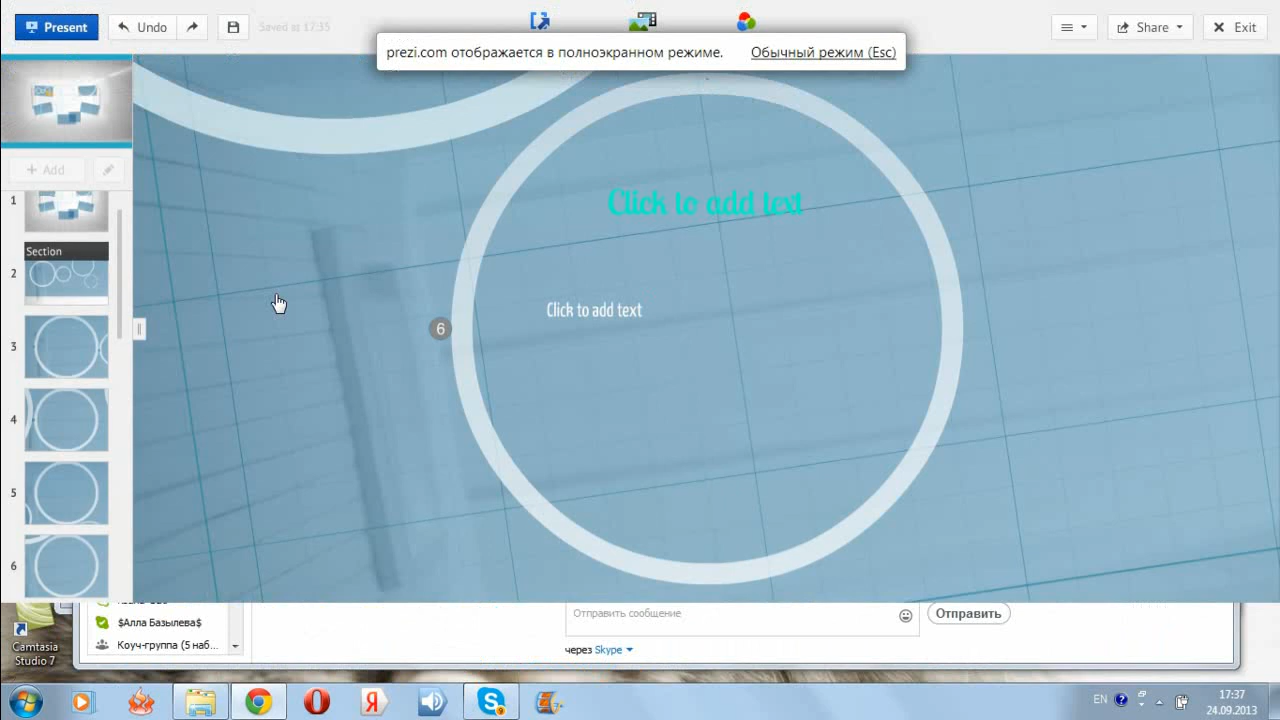 Present
Undo
Saved at 17:35
Share
Exit
prezi.com отображается в полноэкранном режиме. Обычный режим (Esc)
Add
1
Section
2
3
4
5
6
Click to add text
Click to add text
6
$Алла Базылева$
Коуч-группа (5 наб...
Отправить сообщение
Отправить
через Skype
Camtasia
Studio 7
EN
17:37
24.09.2013